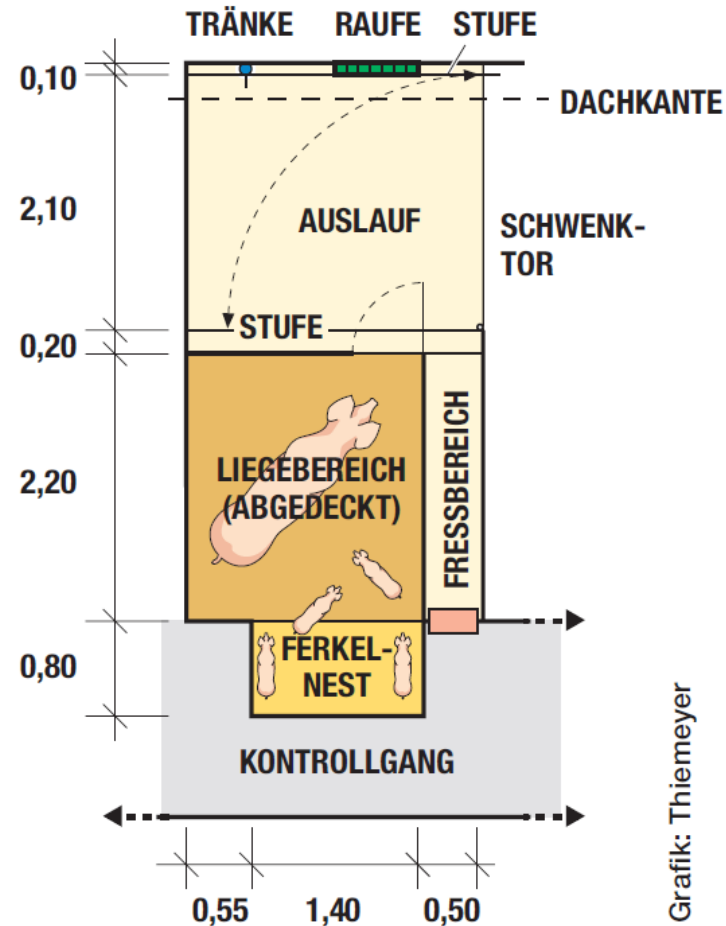 TRÄNKE RAUFE STUFE
0,10
DACHKANTE
2,10
AUSLAUF
SCHWENK-
TOR
STUFE
0,20
LIEGEBEREICH
(ABGEDECKT)
FRESSBEREICH
2,20
FERKEL-
NEST
0,80
KONTROLLGANG
0,55 1,40 0,50
Grafik: Thiemeyer